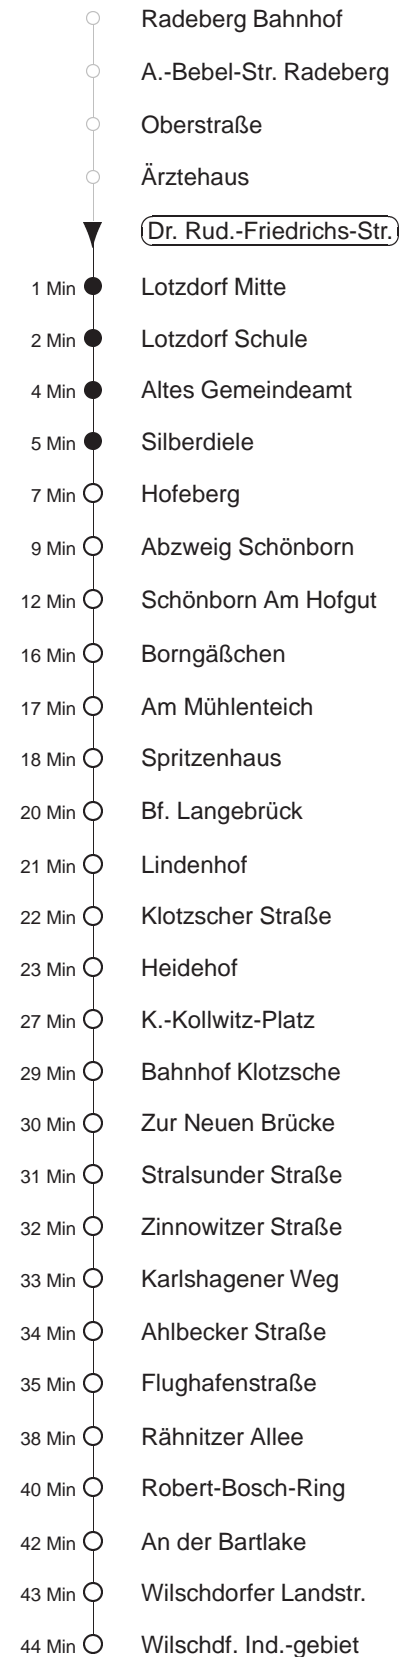 Radeberg Bahnhof
A.-Bebel-Str. Radeberg
Oberstraße
Ärztehaus
Dr. Rud.-Friedrichs-Str.
1 Min Lotzdorf Mitte
2 Min Lotzdorf Schule
4 Min Altes Gemeindeamt
5 Min Silberdiele
7 Min Hofeberg
9 Min Abzweig Schönborn
12 Min Schönborn Am Hofgut
16 Min Borngäßchen
17 Min Am Mühlenteich
18 Min Spritzenhaus
20 Min Bf. Langebrück
21 Min Lindenhof
22 Min Klotzscher Straße
23 Min Heidehof
27 Min K.-Kollwitz-Platz
29 Min Bahnhof Klotzsche
30 Min Zur Neuen Brücke
31 Min Stralsunder Straße
32 Min Zinnowitzer Straße
33 Min Karlshagener Weg
34 Min Ahlbecker Straße
35 Min Flughafenstraße
38 Min Rähnitzer Allee
40 Min Robert-Bosch-Ring
42 Min An der Bartlake
43 Min Wilschdorfer Landstr.
44 Min Wilschdf. Ind.-gebiet